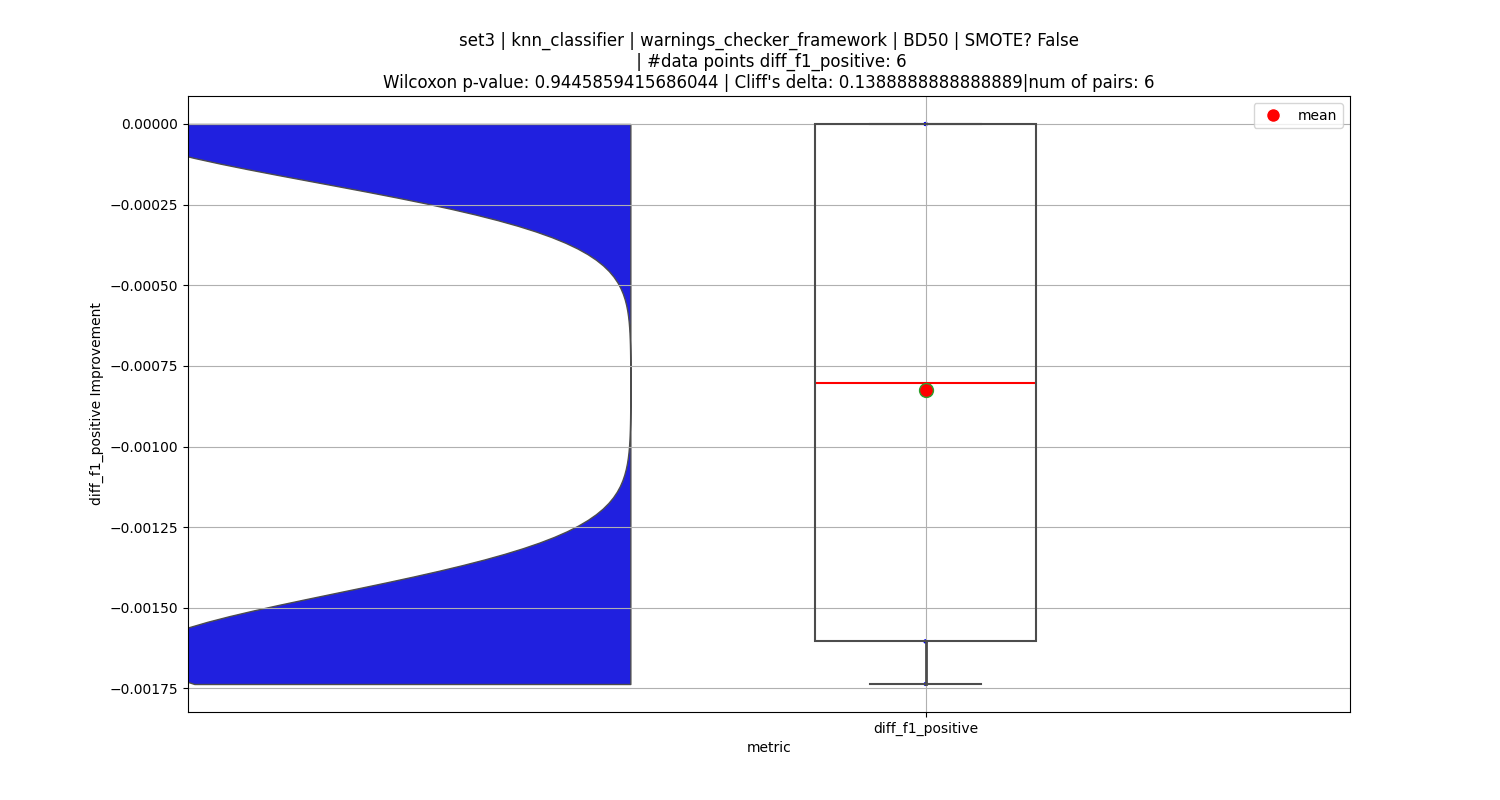 set3 | knn_classifier | warnings_checker_framework | BD50 | SMOTE? False
| #data points diff_f1_positive: 6
Wilcoxon p-value: 0.9445859415686044 | Cliff's delta: 0.1388888888888889|num of pairs: 6
mean
0.00000
−0.00025
−0.00050
−0.00075
−0.00100
−0.00125
−0.00150
−0.00175
diff_f1_positive Improvement
diff_f1_positive
metric